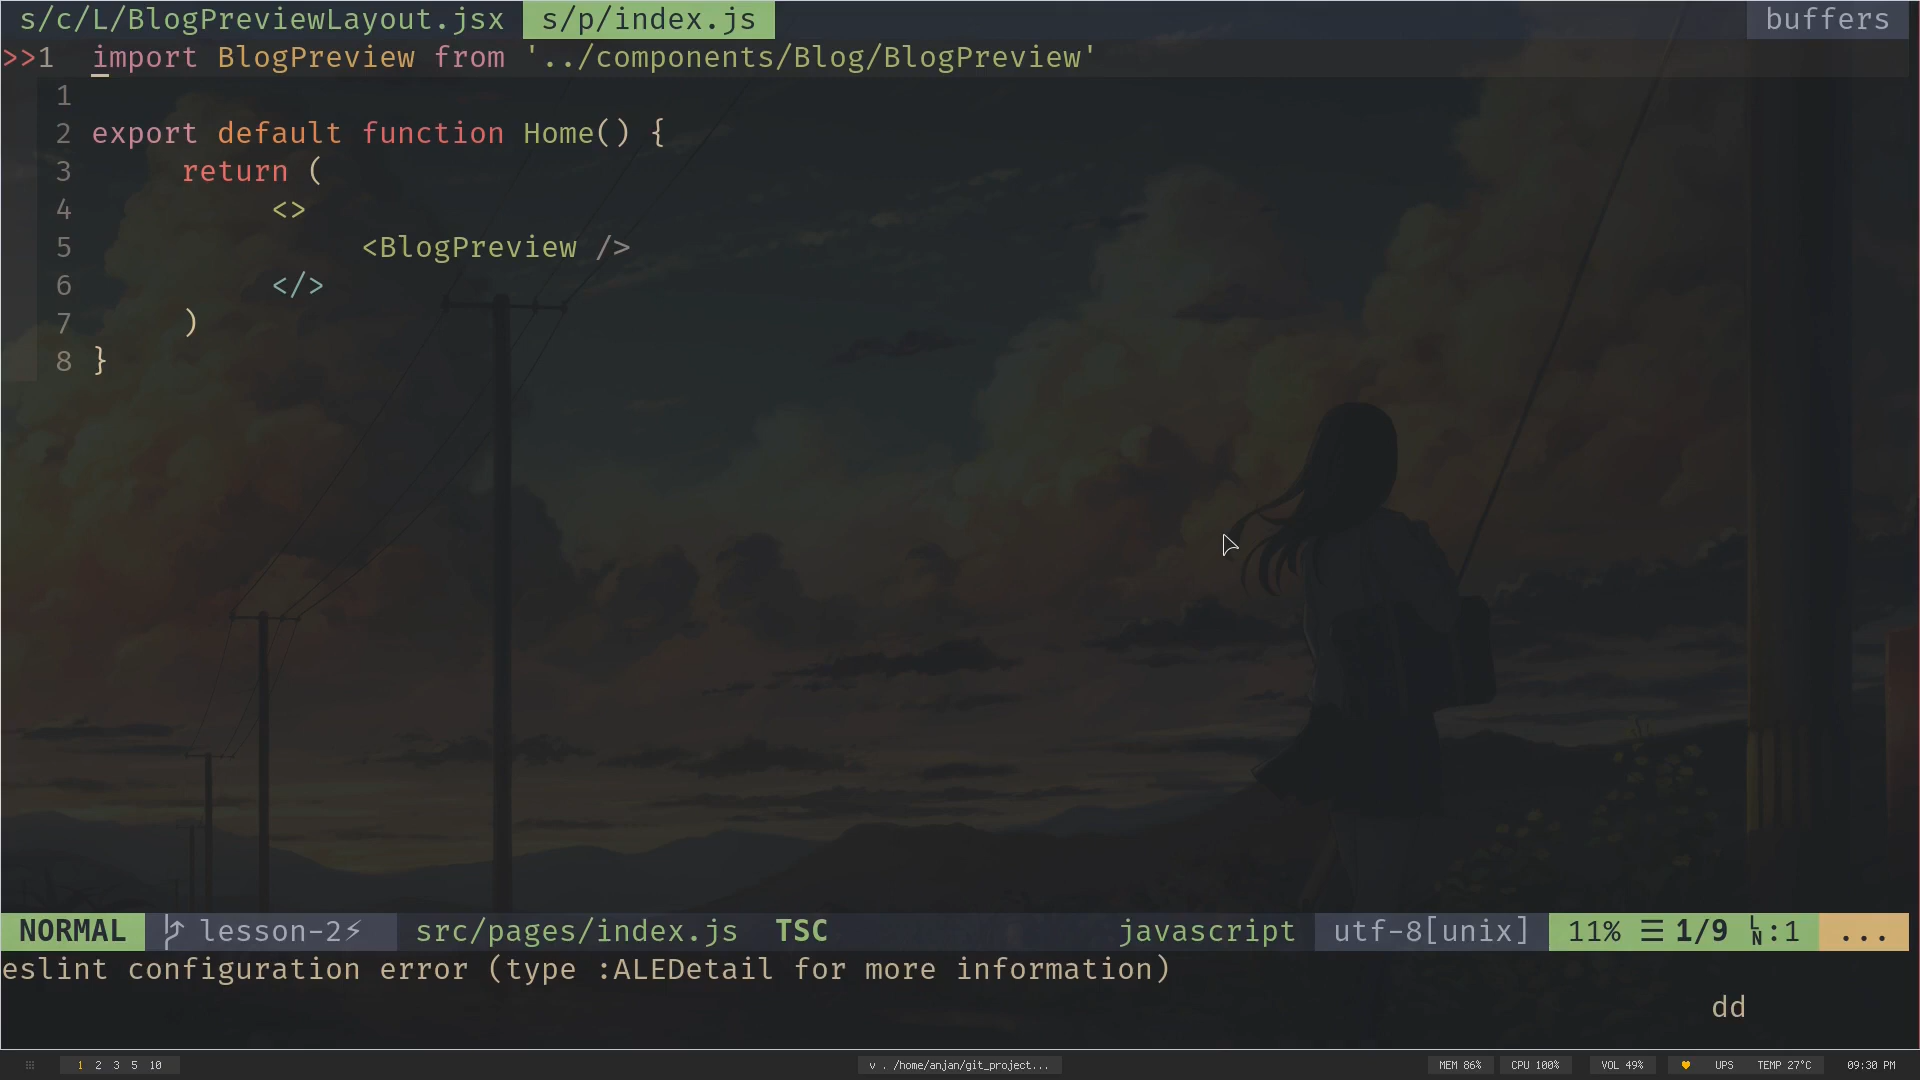 s/c/L/BlogPreviewLayout.jsx s/p/index.js buffers
>>1 import BlogPreview from '../components/Blog/BlogPreview'
1
2 export default function Home() {
3 return (
4 <>
5 <BlogPreview />
6 </>
7 )
8 }
NORMAL lesson-2⚡ src/pages/index.js TSC javascript utf-8[unix] 11% ☰ 1/9 LN:1 ...
eslint configuration error (type :ALEDetail for more information)
dd
1 2 3 5 10 v . /home/anjan/git_project... MEM 86% CPU 100% VOL 49% UPS TEMP 27°C 09:30 PM